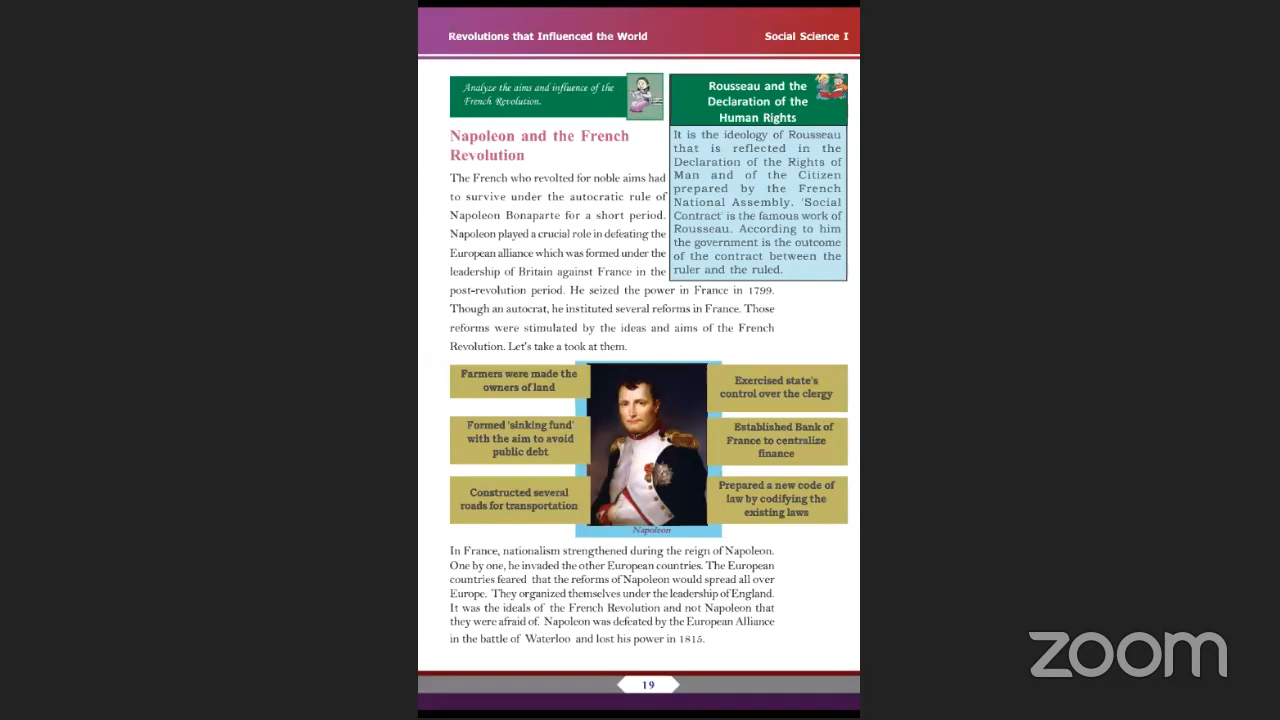 Revolutions that Influenced the World
Social Science I
Analyze the aims and influence of the
French Revolution.
Rousseau and the
Declaration of the
Human Rights
It is the ideology of Rousseau
that is reflected in the
Declaration of the Rights of
Man and of the Citizen
prepared by the French
National Assembly. 'Social
Contract' is the famous work of
Rousseau. According to him
the government is the outcome
of the contract between the
ruler and the ruled.
Napoleon and the French
Revolution
The French who revolted for noble aims had
to survive under the autocratic rule of
Napoleon Bonaparte for a short period.
Napoleon played a crucial role in defeating the
European alliance which was formed under the
leadership of Britain against France in the
post-revolution period. He seized the power in France in 1799.
Though an autocrat, he instituted several reforms in France. Those
reforms were stimulated by the ideas and aims of the French
Revolution. Let's take a took at them.
Farmers were made the
owners of land
Formed 'sinking fund'
with the aim to avoid
public debt
Constructed several
roads for transportation
Exercised state's
control over the clergy
Established Bank of
France to centralize
finance
Prepared a new code of
law by codifying the
existing laws
Napoleon
In France, nationalism strengthened during the reign of Napoleon.
One by one, he invaded the other European countries. The European
countries feared that the reforms of Napoleon would spread all over
Europe. They organized themselves under the leadership of England.
It was the ideals of the French Revolution and not Napoleon that
they were afraid of. Napoleon was defeated by the European Alliance
in the battle of Waterloo and lost his power in 1815.
19
zoom